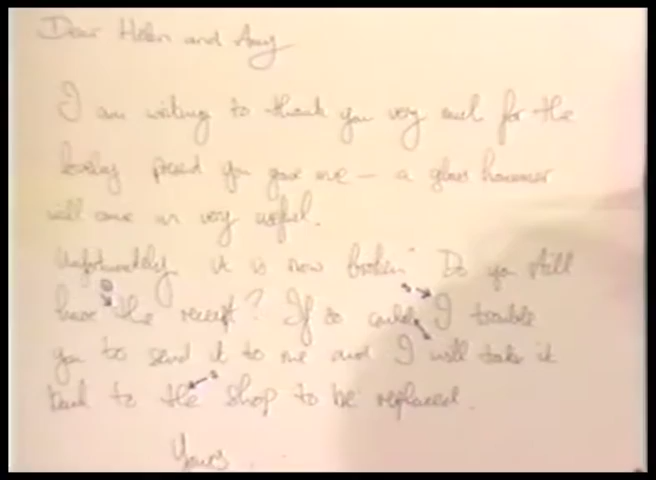 Dear Helen and Amy
I am writing to thank you very much for the
lovely present you gave me - a glass hammer
will come in very useful.
Unfortunately it is now broken. Do you still
have the receipt? If so could I trouble
you to send it to me and I will take it
back to the shop to be replaced.
Yours